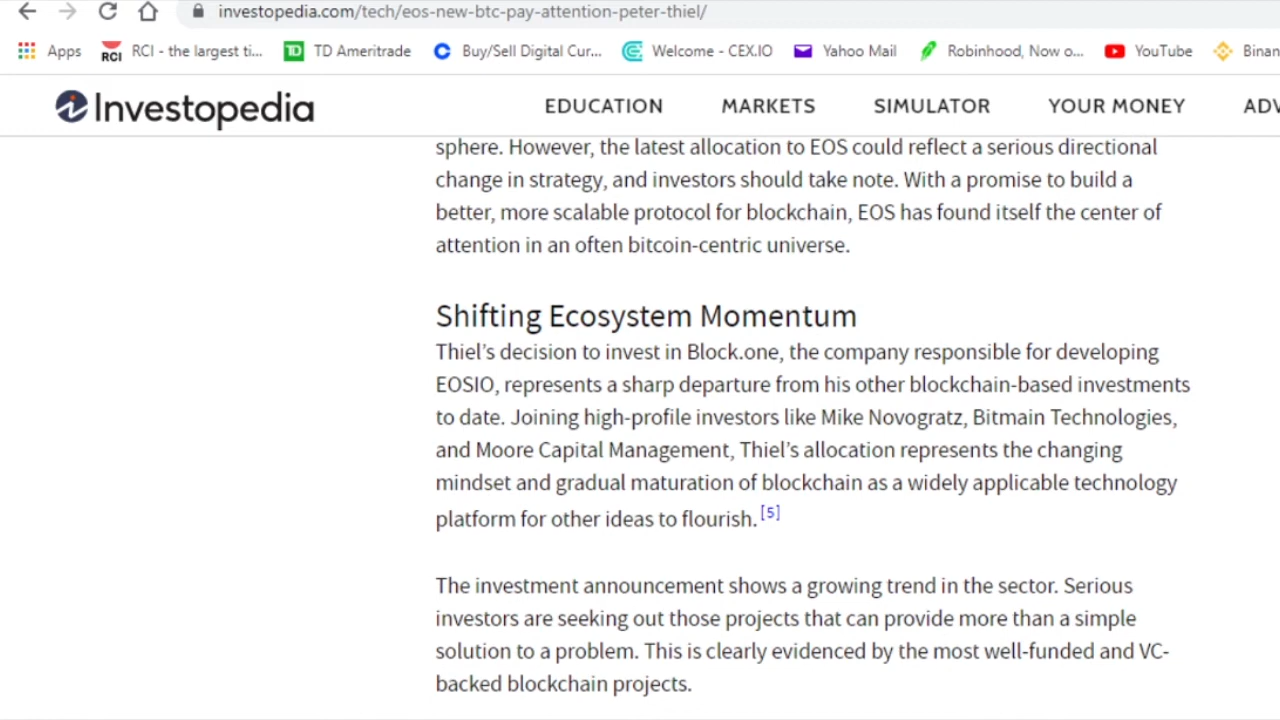 investopedia.com/tech/eos-new-btc-pay-attention-peter-thiel/
Apps RCI - the largest ti... TD Ameritrade Buy/Sell Digital Cur... Welcome - CEX.IO Yahoo Mail Robinhood, Now o... YouTube Binan
Investopedia EDUCATION MARKETS SIMULATOR YOUR MONEY ADV
sphere. However, the latest allocation to EOS could reflect a serious directional
change in strategy, and investors should take note. With a promise to build a
better, more scalable protocol for blockchain, EOS has found itself the center of
attention in an often bitcoin-centric universe.
Shifting Ecosystem Momentum
Thiel's decision to invest in Block.one, the company responsible for developing
EOSIO, represents a sharp departure from his other blockchain-based investments
to date. Joining high-profile investors like Mike Novogratz, Bitmain Technologies,
and Moore Capital Management, Thiel's allocation represents the changing
mindset and gradual maturation of blockchain as a widely applicable technology
platform for other ideas to flourish. [5]
The investment announcement shows a growing trend in the sector. Serious
investors are seeking out those projects that can provide more than a simple
solution to a problem. This is clearly evidenced by the most well-funded and VC-
backed blockchain projects.